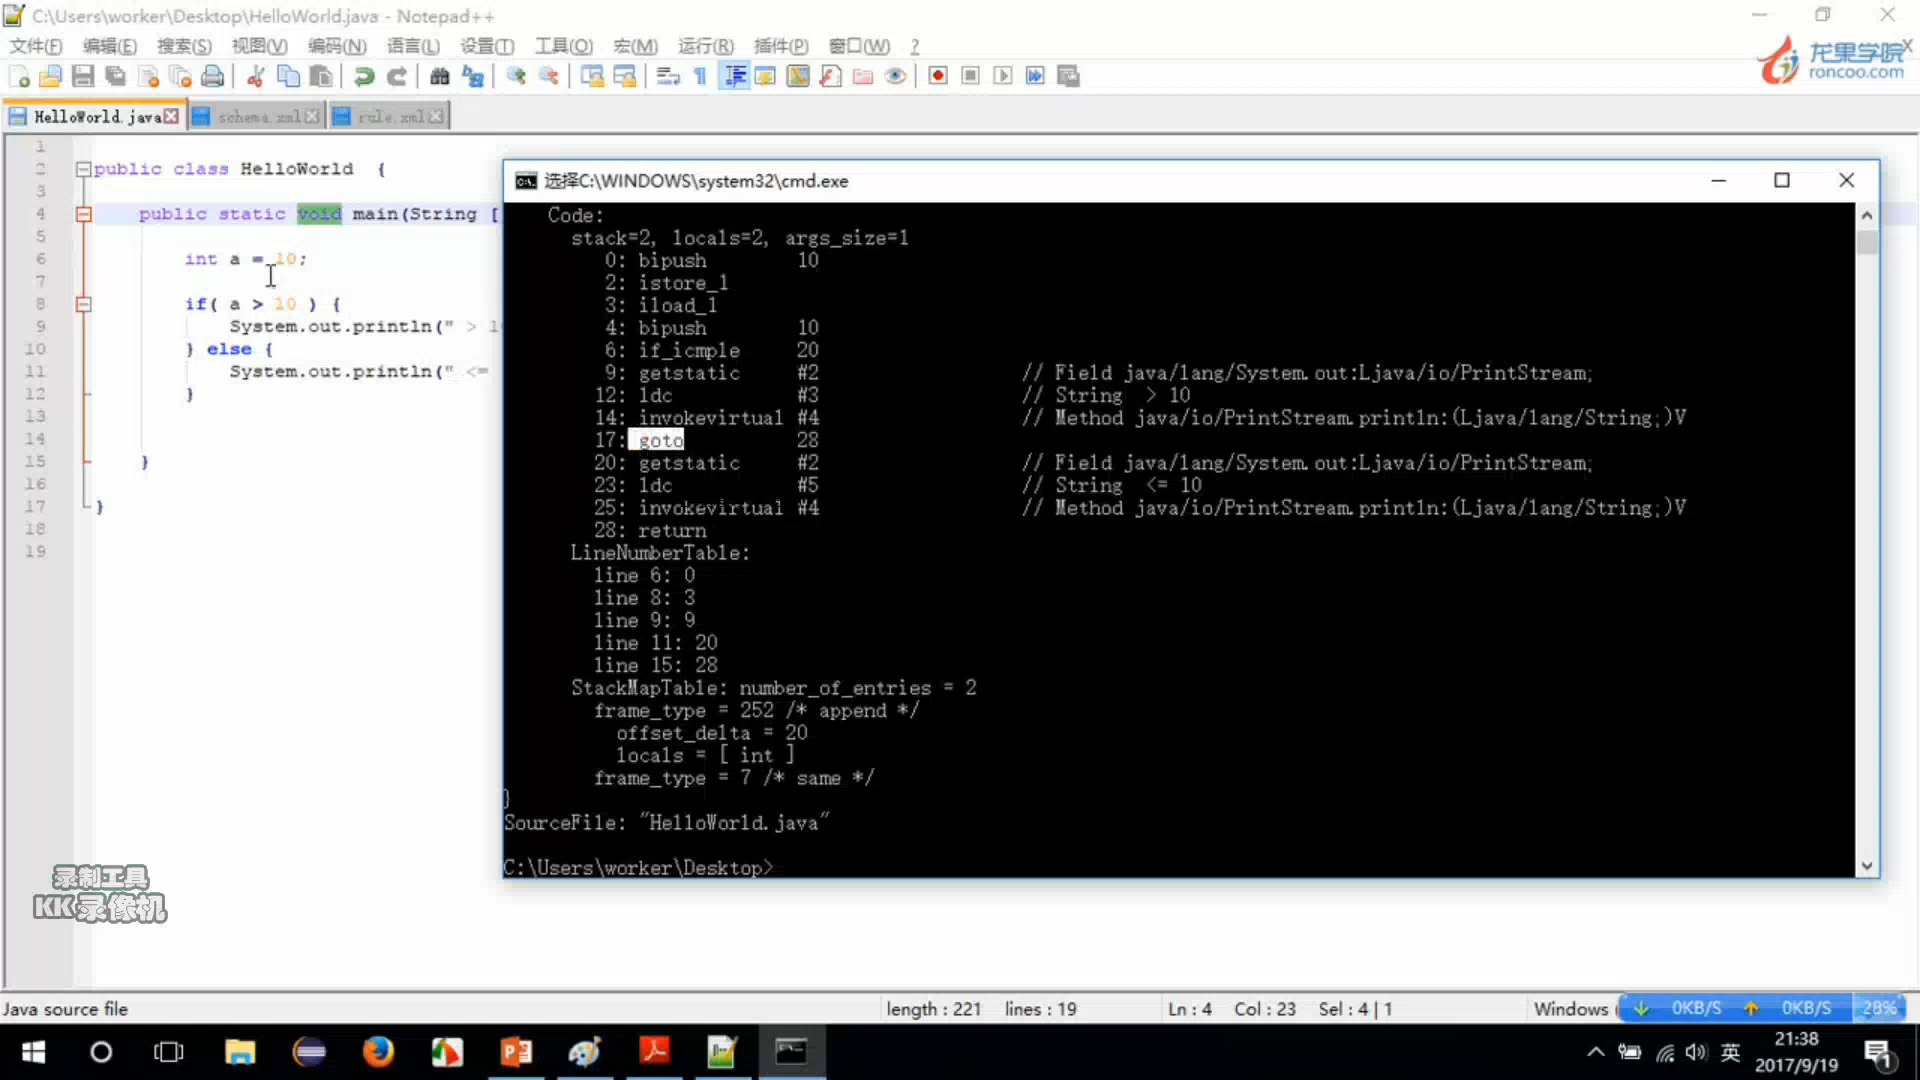 C:\Users\worker\Desktop\HelloWorld.java - Notepad++
文件(F) 编辑(E) 搜索(S) 视图(V) 编码(N) 语言(L) 设置(T) 工具(O) 宏(M) 运行(R) 插件(P) 窗口(W) ? X
龙果学院
roncoo.com
HelloWorld.java schema.xml rule.xml
1
2 public class HelloWorld {
3
4 public static void main(String [
5
6 int a = 10;
7
8 if( a > 10 ) {
9 System.out.println(" > 1
10 } else {
11 System.out.println(" <=
12 }
13
14
15 }
16
17 }
18
19
选择C:\WINDOWS\system32\cmd.exe
Code:
stack=2, locals=2, args_size=1
0: bipush 10
2: istore_1
3: iload_1
4: bipush 10
6: if_icmple 20
9: getstatic #2 // Field java/lang/System.out:Ljava/io/PrintStream;
12: ldc #3 // String > 10
14: invokevirtual #4 // Method java/io/PrintStream.println:(Ljava/lang/String;)V
17: goto 28
20: getstatic #2 // Field java/lang/System.out:Ljava/io/PrintStream;
23: ldc #5 // String <= 10
25: invokevirtual #4 // Method java/io/PrintStream.println:(Ljava/lang/String;)V
28: return
LineNumberTable:
line 6: 0
line 8: 3
line 9: 9
line 11: 20
line 15: 28
StackMapTable: number_of_entries = 2
frame_type = 252 /* append */
offset_delta = 20
locals = [ int ]
frame_type = 7 /* same */
}
SourceFile: "HelloWorld.java"
C:\Users\worker\Desktop>
录制工具
KK录像机
Java source file length : 221 lines : 19 Ln : 4 Col : 23 Sel : 4 | 1 Windows ( 0KB/S 0KB/S 28%
英 21:38
2017/9/19 1